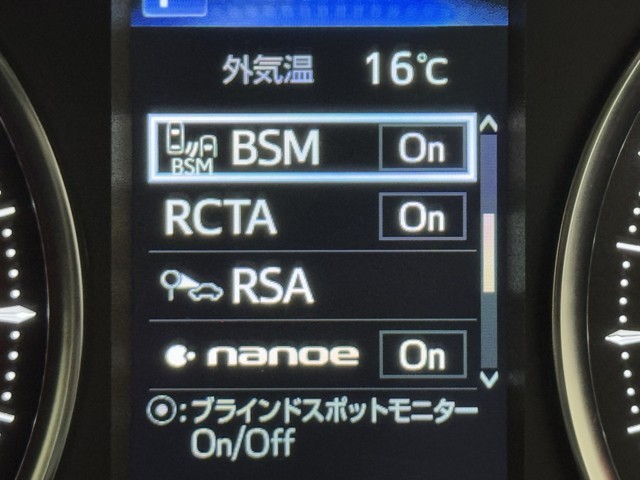 外気温 16℃
BSM BSM On
RCTA On
RSA
nanoe On
◉:ブラインドスポットモニター
On/Off